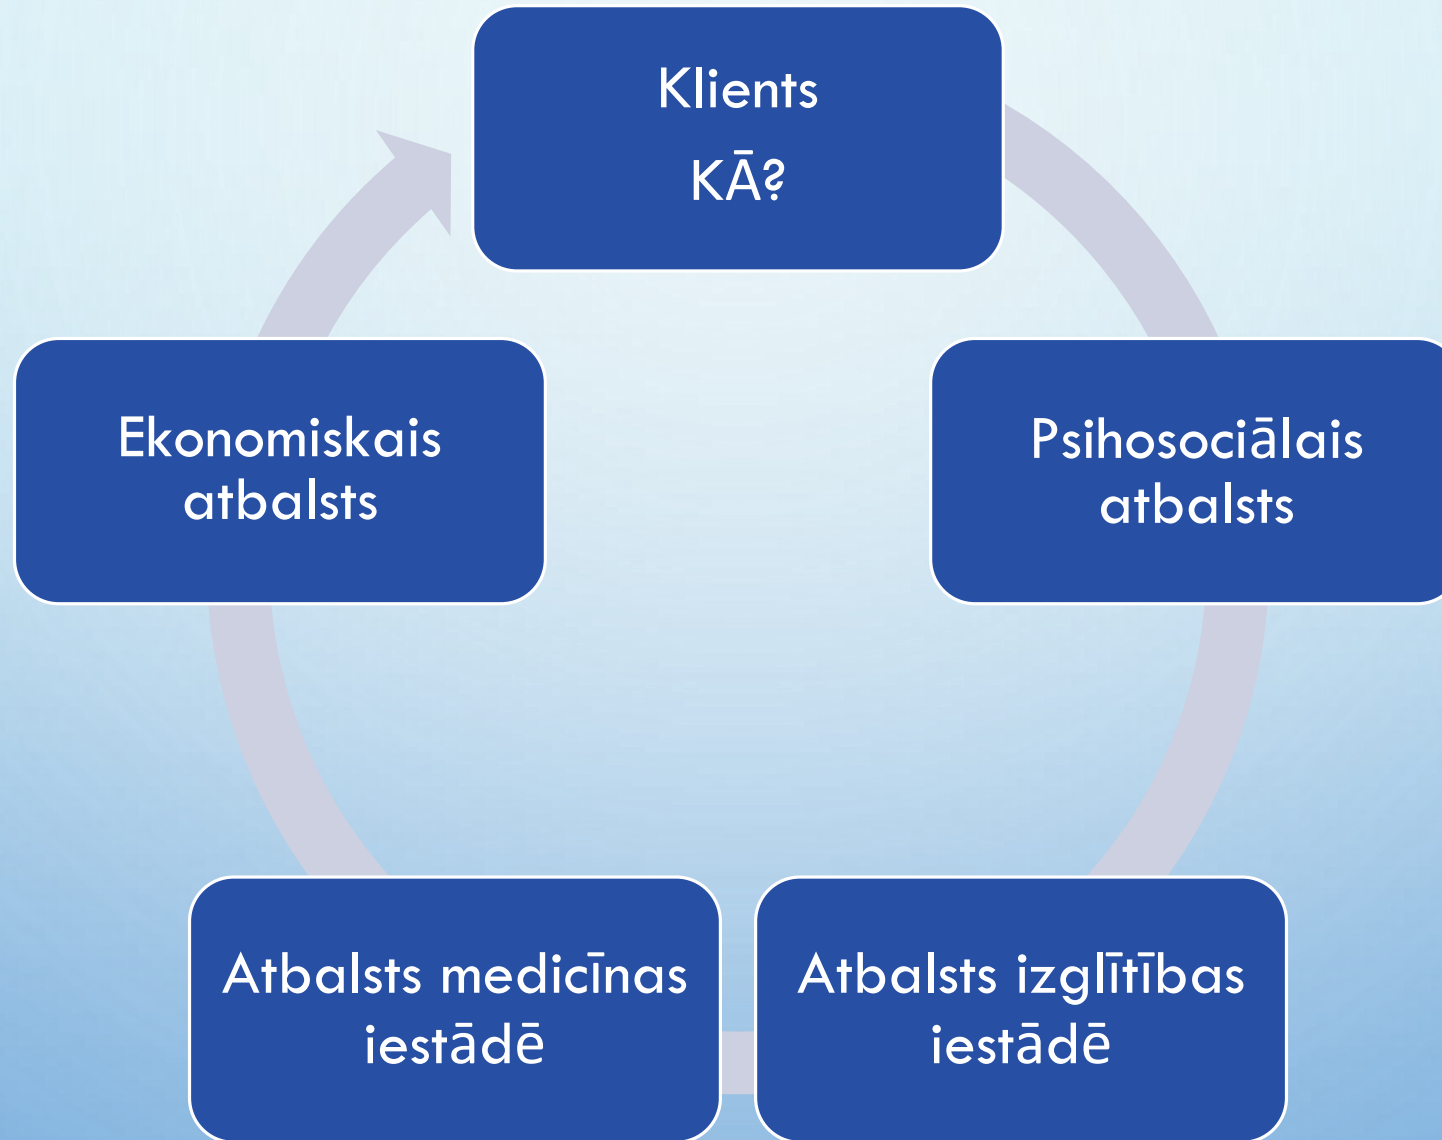 Klients
KĀ?
Psihosociālais
atbalsts
Atbalsts izglītības
iestādē
Atbalsts medicīnas
iestādē
Ekonomiskais
atbalsts